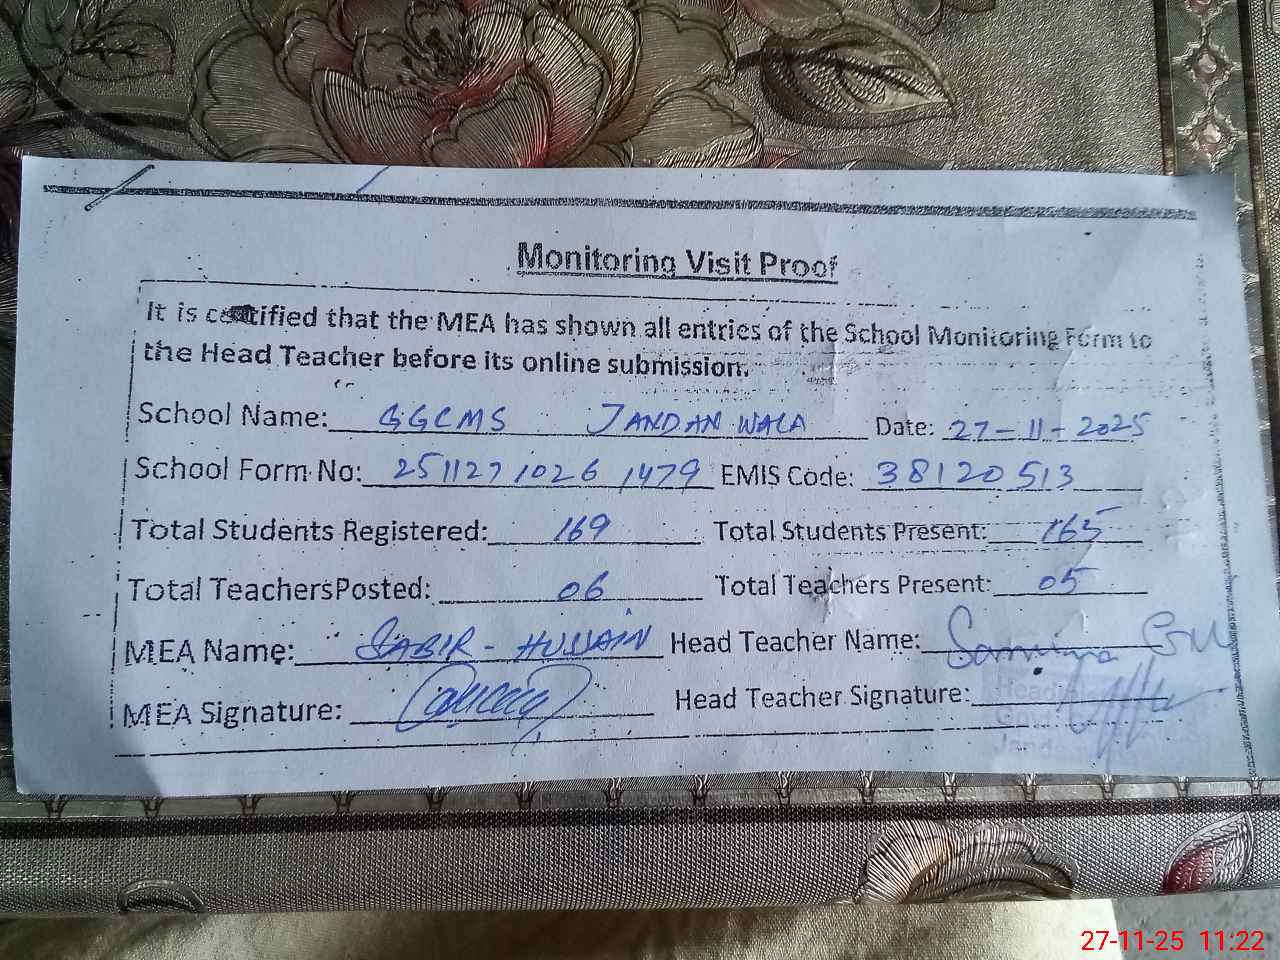 Monitoring Visit Proof
It is certified that the MEA has shown all entries of the School Monitoring Form to
the Head Teacher before its online submission.
School Name: GGCMS JANDAN WALA Date: 27-11-2025
School Form No: 251127 1026 1479 EMIS Code: 38120513
Total Students Registered: 169 Total Students Present: 165
Total TeachersPosted: 06 Total Teachers Present: 05
MEA Name: SABIR-HUSSAIN Head Teacher Name: Samina
MEA Signature: Head Teacher Signature:
27-11-25 11:22